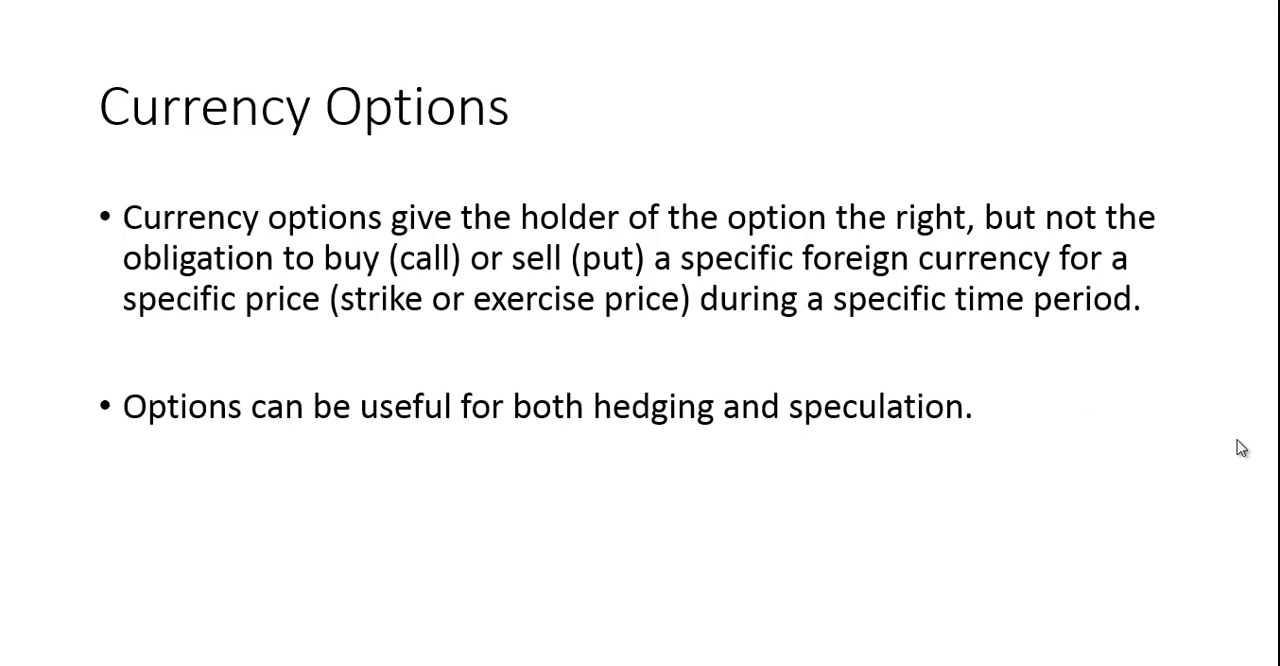 Currency Options
• Currency options give the holder of the option the right, but not the
obligation to buy (call) or sell (put) a specific foreign currency for a
specific price (strike or exercise price) during a specific time period.
• Options can be useful for both hedging and speculation.